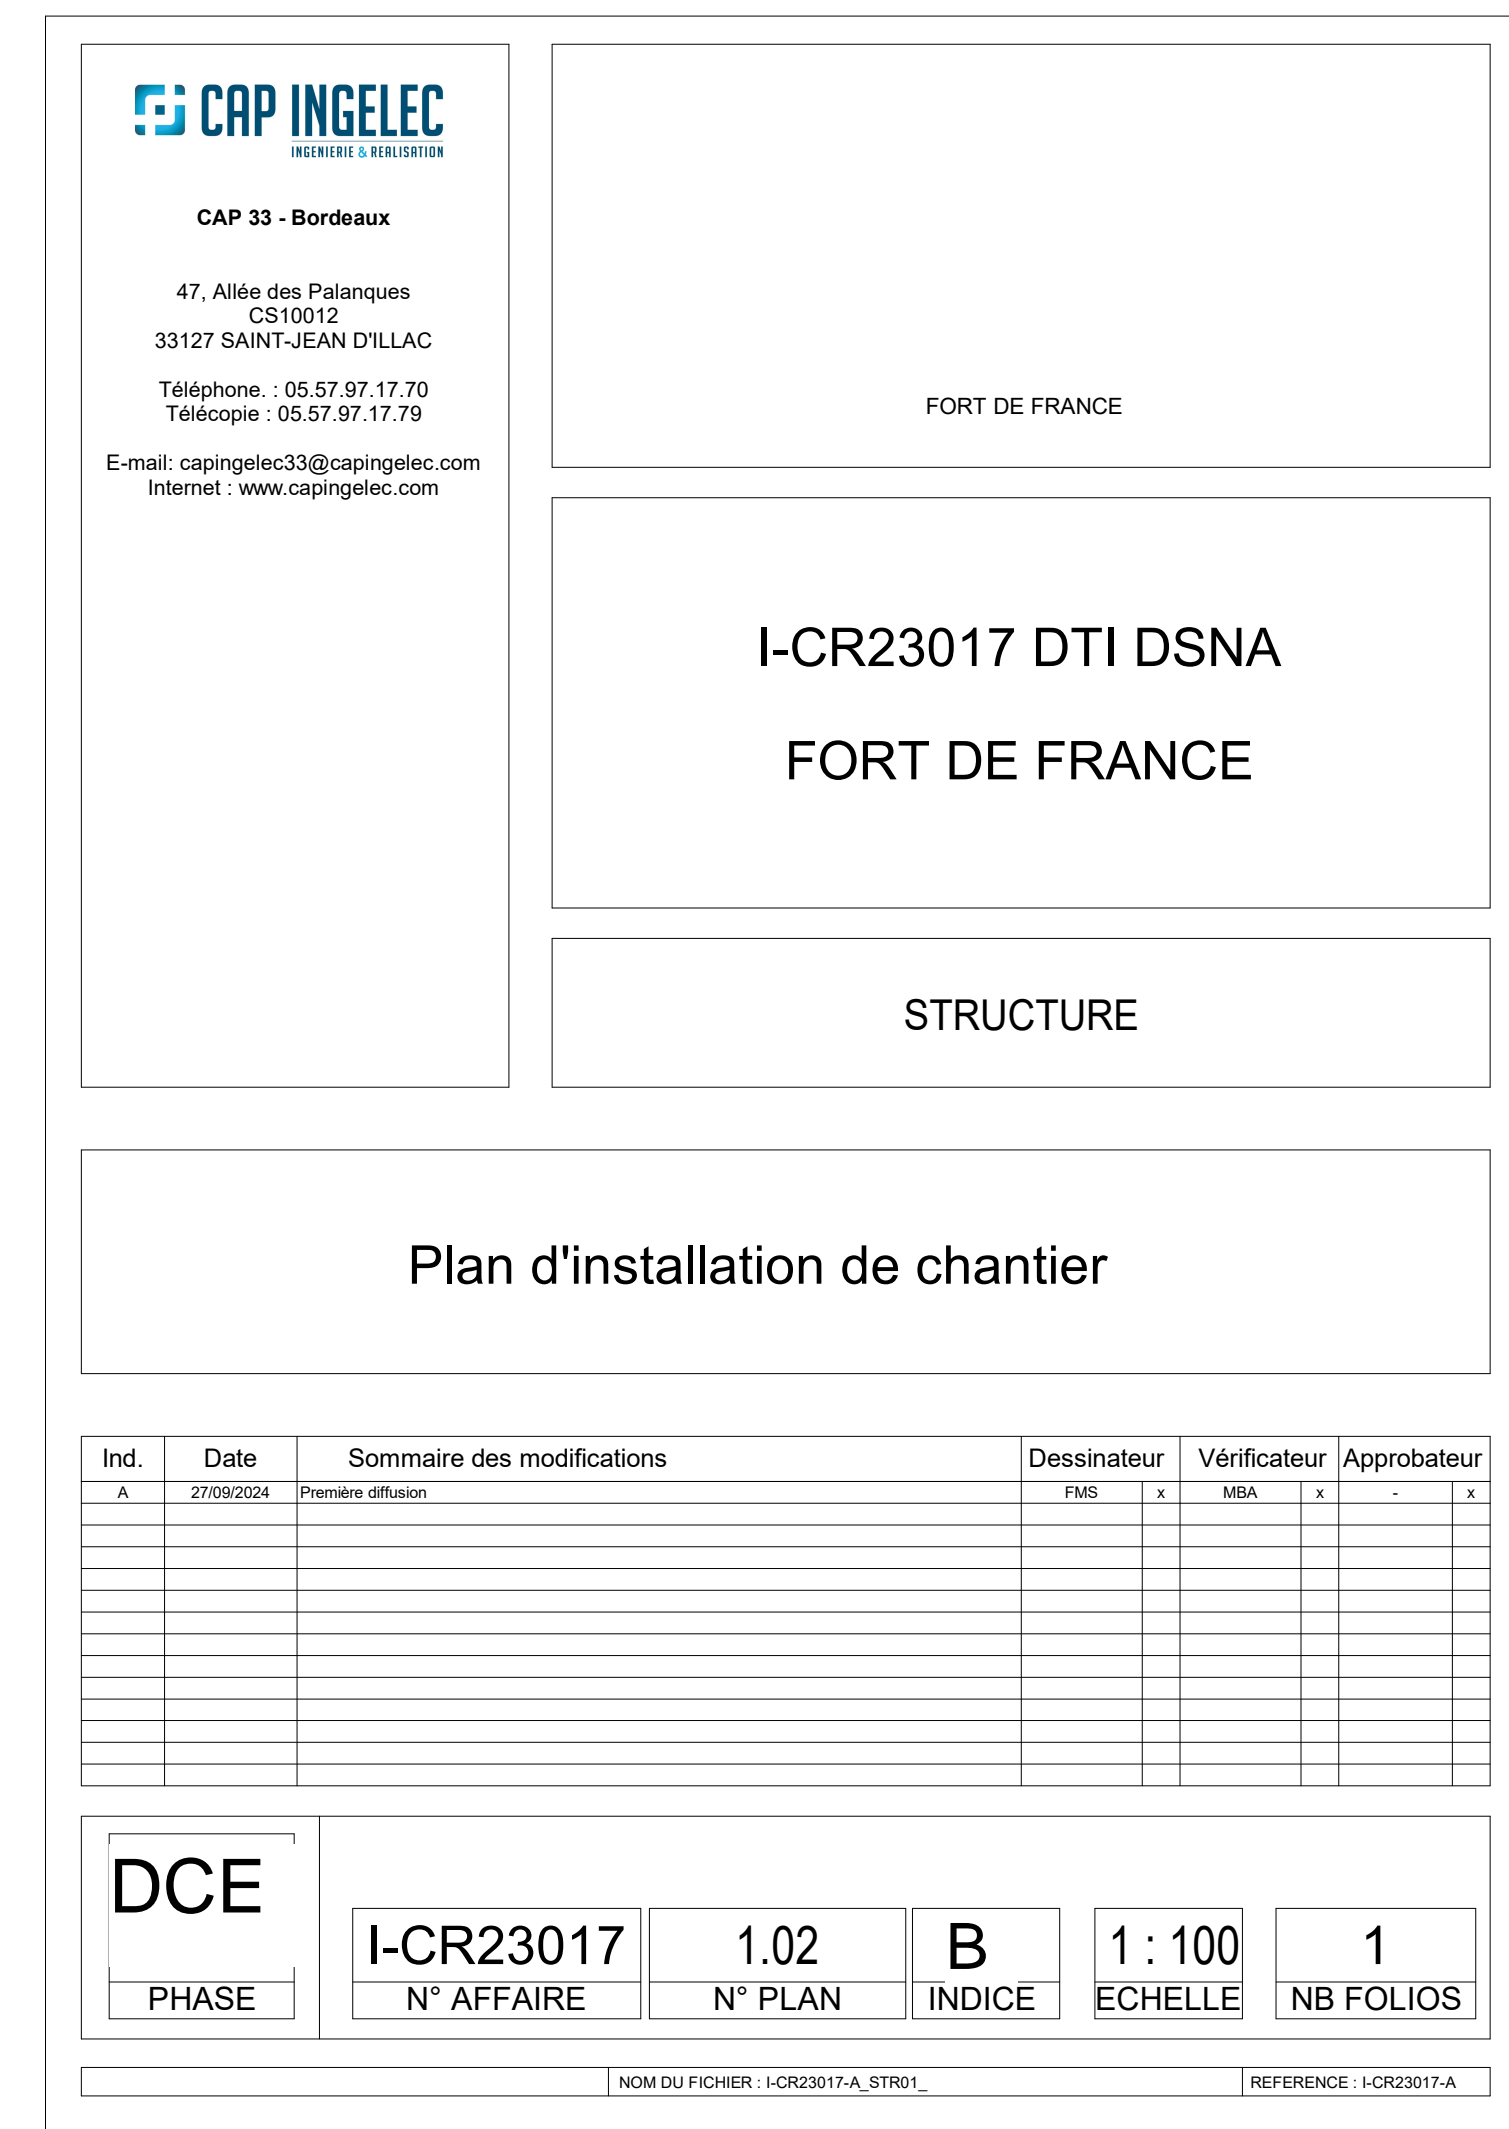 CAP INGELEC
INGENIERIE & REALISATION
CAP 33 - Bordeaux
47, Allée des Palanques
CS10012
33127 SAINT-JEAN D'ILLAC
Téléphone. : 05.57.97.17.70
Télécopie : 05.57.97.17.79
E-mail: capingelec33@capingelec.com
Internet : www.capingelec.com
FORT DE FRANCE
I-CR23017 DTI DSNA
FORT DE FRANCE
STRUCTURE
Plan d'installation de chantier
Ind. Date Sommaire des modifications Dessinateur Vérificateur Approbateur
A 27/09/2024 Première diffusion FMS x MBA x - x
DCE
PHASE
I-CR23017 1.02 B 1 : 100 1
N° AFFAIRE N° PLAN INDICE ECHELLE NB FOLIOS
NOM DU FICHIER : I-CR23017-A_STR01_ REFERENCE : I-CR23017-A